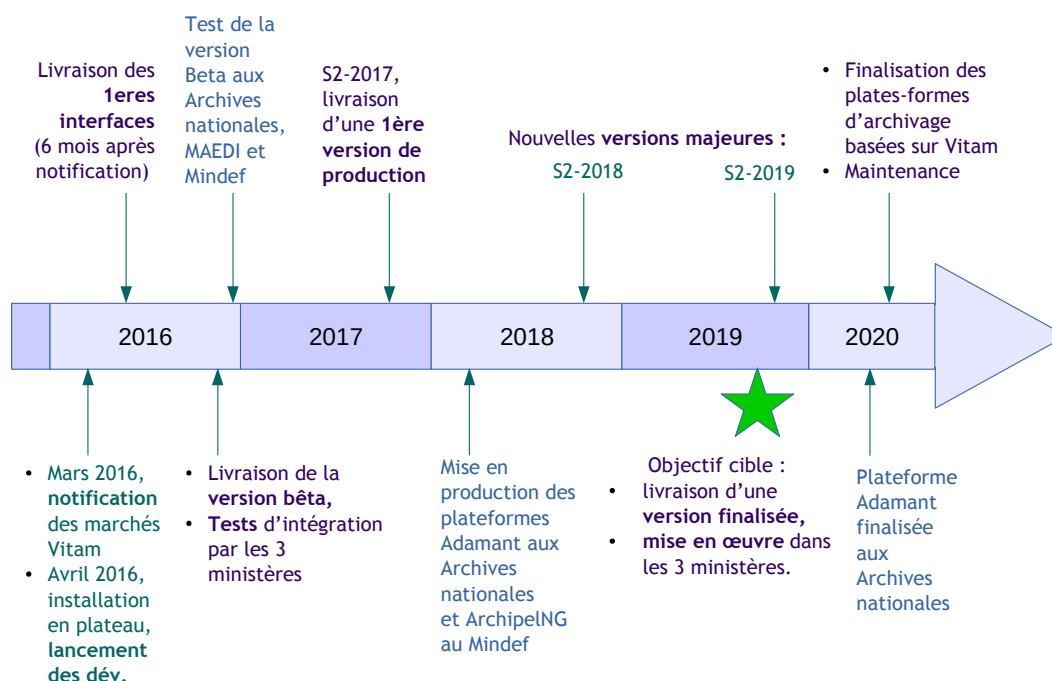 Livraison des
1eres
interfaces
(6 mois après
notification)
Test de la
version
Beta aux
Archives
nationales,
MAEDI et
Mindef
S2-2017,
livraison
d’une 1ère
version de
production
Nouvelles versions majeures :
S2-2018
S2-2019
• Finalisation des
plates-formes
d’archivage
basées sur Vitam
• Maintenance
2016
2017
2018
2019
2020
• Mars 2016,
notification
des marchés
Vitam
• Avril 2016,
installation
en plateau,
lancement
des dév.
• Livraison de la
version bêta,
• Tests d’intégration
par les 3
ministères
Mise en
production des
plateformes
Adamant aux
Archives
nationales
et ArchipelNG
au Mindef
Objectif cible :
• livraison d’une
version finalisée,
• mise en œuvre dans
les 3 ministères.
Plateforme
Adamant
finalisée
aux
Archives
nationales